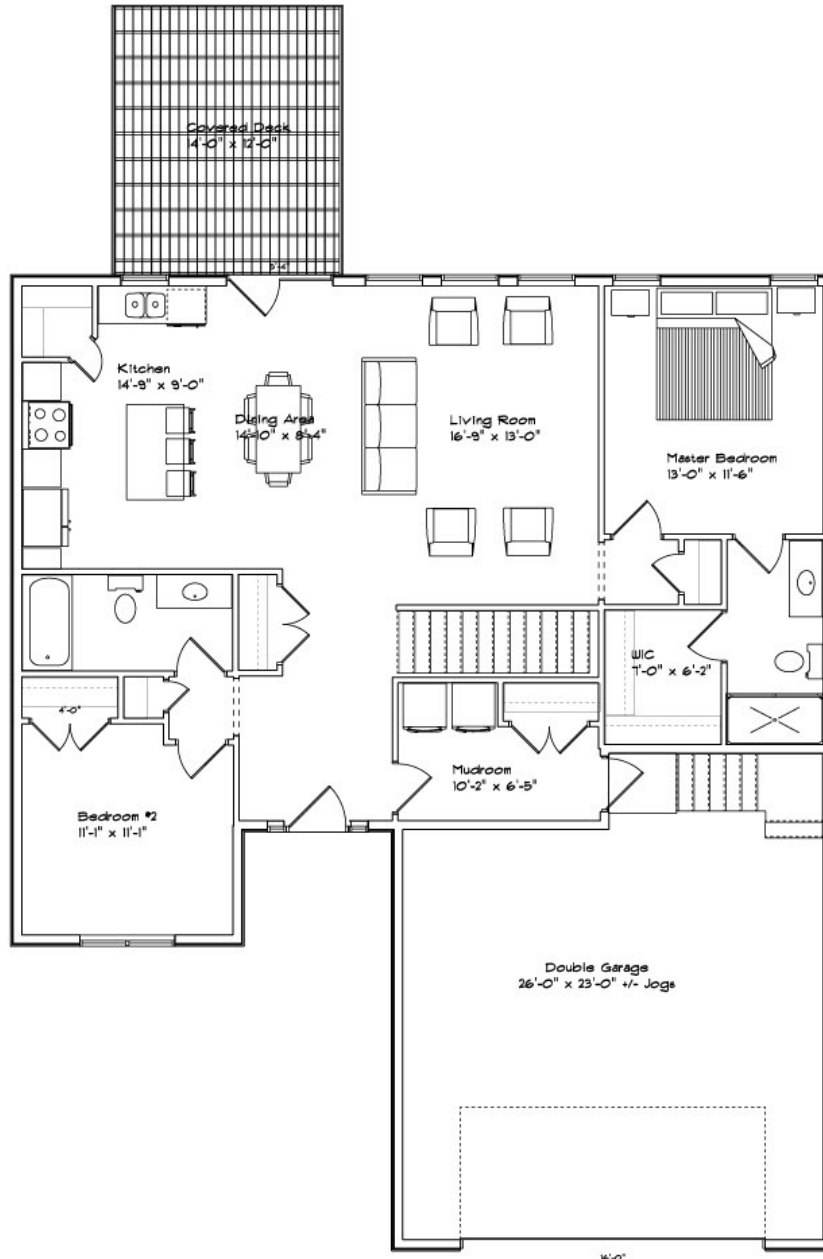 Covered Deck
14'-0" x 12'-0"
5'-4"
Kitchen
14'-9" x 9'-0"
Dining Area
14'-10" x 8'-4"
Living Room
16'-9" x 13'-0"
Master Bedroom
13'-0" x 11'-6"
WIC
7'-0" x 6'-2"
4'-0"
Mudroom
10'-2" x 6'-5"
Bedroom #2
11'-1" x 11'-1"
Double Garage
26'-0" x 23'-0" +/- Jogs
16'-0"